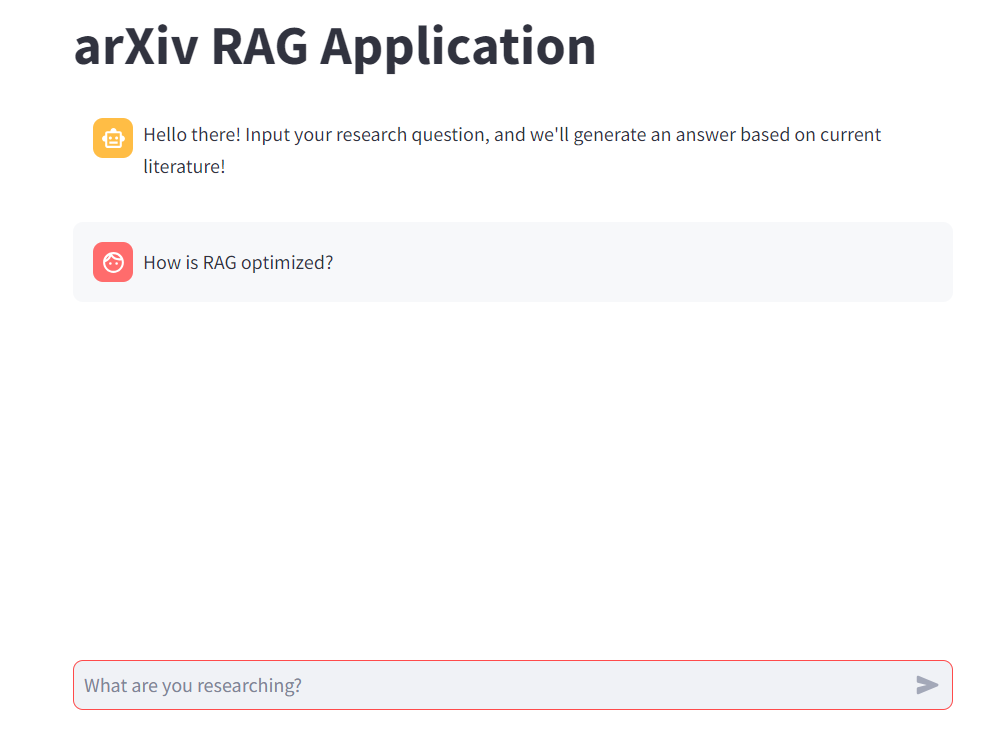 arXiv RAG Application
Hello there! Input your research question, and we'll generate an answer based on current
literature!
How is RAG optimized?
What are you researching?